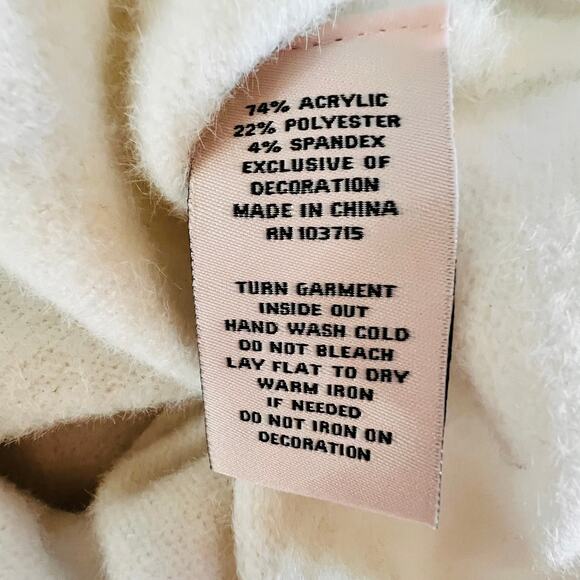 74% ACRYLIC
22% POLYESTER
4% SPANDEX
EXCLUSIVE OF
DECORATION
MADE IN CHINA
RN 103715
TURN GARMENT
INSIDE OUT
HAND WASH COLD
DO NOT BLEACH
LAY FLAT TO DRY
WARM IRON
IF NEEDED
DO NOT IRON ON
DECORATION